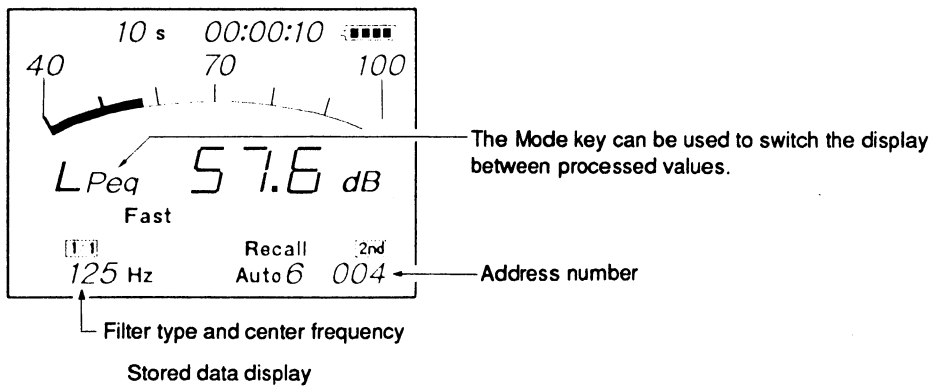 10 s 00:00:10
40 70 100
The Mode key can be used to switch the display
between processed values.
L Peq 57.6 dB
Fast
1/1 Recall 2nd
125 Hz Auto 6 004
Address number
Filter type and center frequency
Stored data display